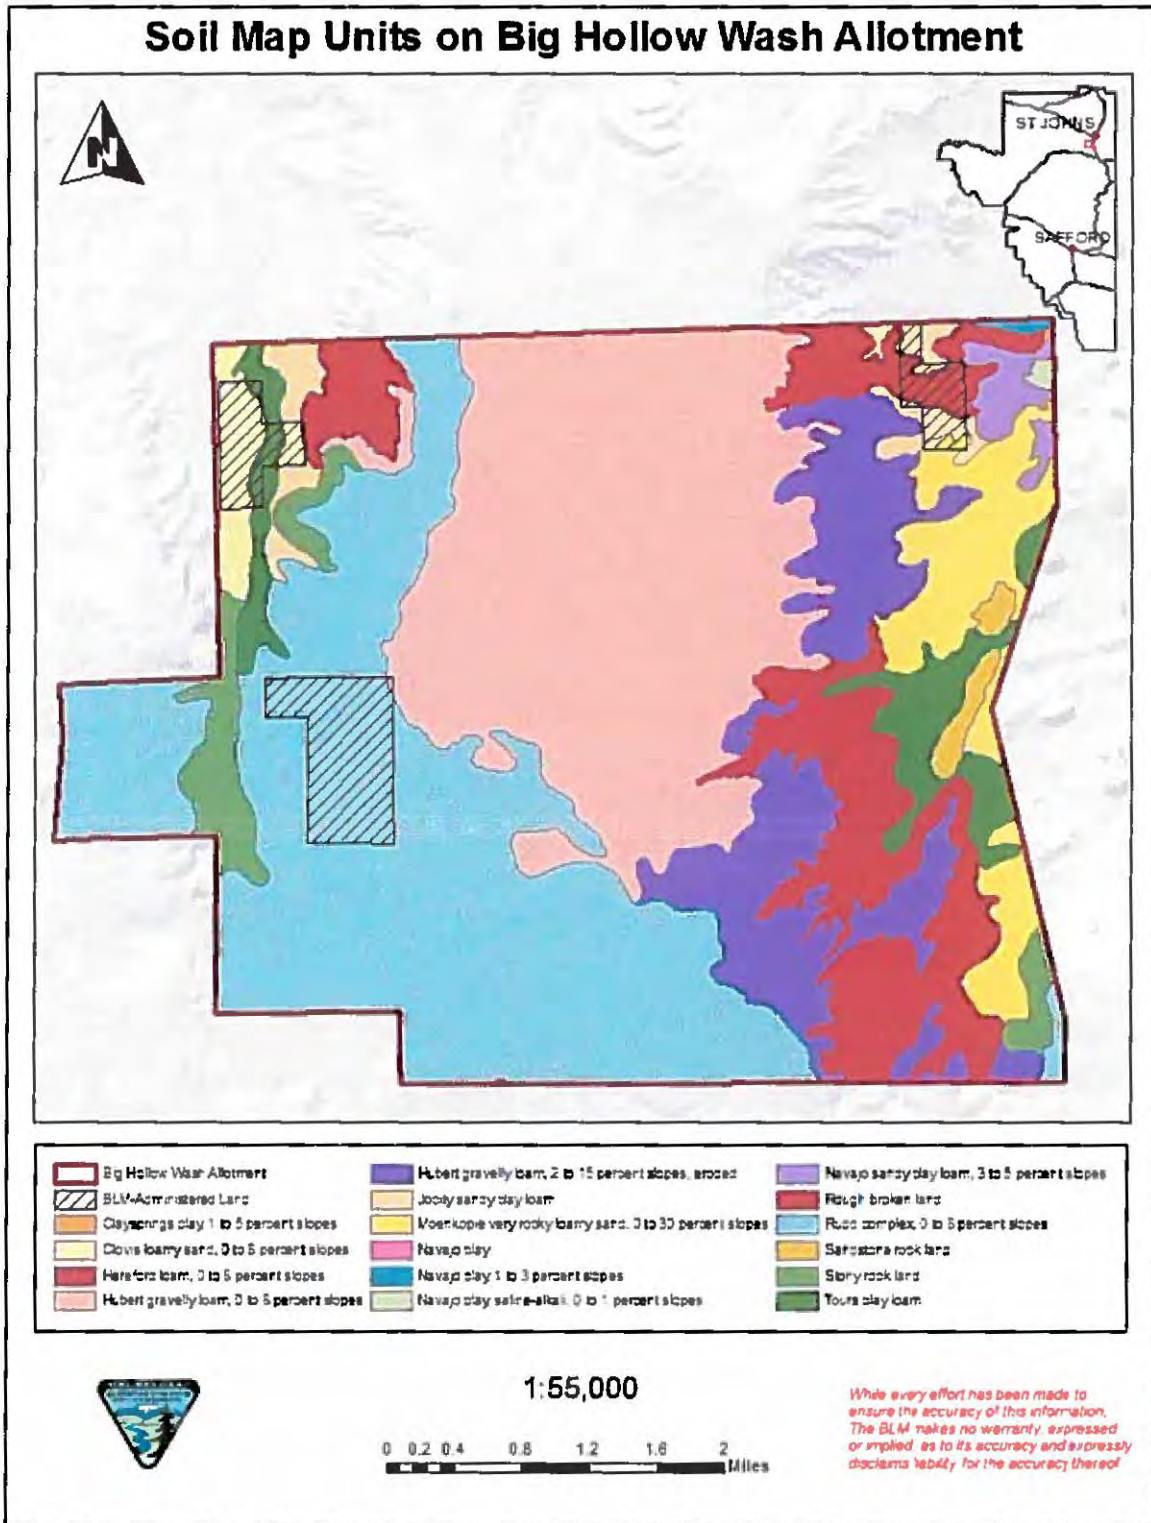 Soil Map Units on Big Hollow Wash Allotment
N
ST JOHNS
SAFFORD
Big Hollow Wash Allotment
BLM-Administered Land
Claysprings clay 1 to 5 percent slopes
Clovis loamy sand, 0 to 5 percent slopes
Hereford loam, 0 to 5 percent slopes
Hubert gravelly loam, 0 to 5 percent slopes
Hubert gravelly loam, 2 to 15 percent slopes, eroded
Jocity sandy clay loam
Moenkopie very rocky loamy sand, 0 to 30 percent slopes
Navajo clay
Navajo clay 1 to 3 percent slopes
Navajo clay saline-alkali, 0 to 1 percent slopes
Navajo sandy clay loam, 3 to 5 percent slopes
Rough broken land
Rudd complex, 0 to 5 percent slopes
Sandstone rock land
Stony rock land
Tours clay loam
1:55,000
0 0.2 0.4 0.8 1.2 1.6 2
Miles
While every effort has been made to
ensure the accuracy of this information,
The BLM makes no warranty, expressed
or implied, as to its accuracy and expressly
disclaims liability for the accuracy thereof